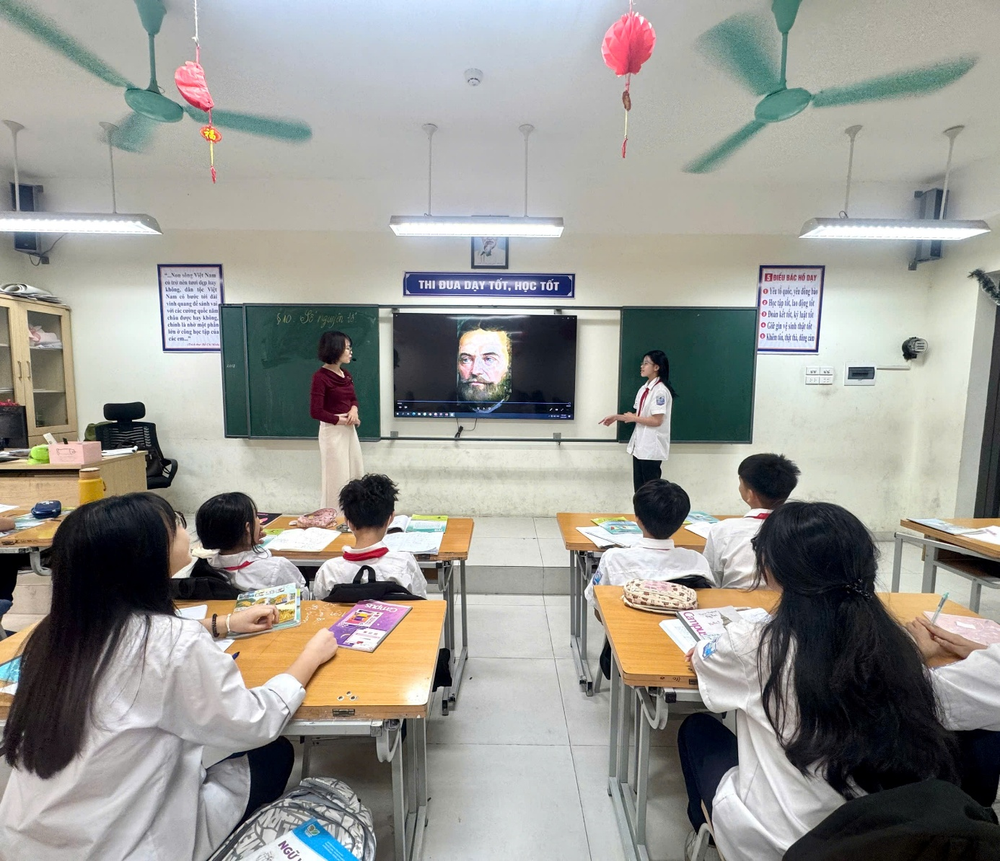 福
"...Non sông Việt Nam
có trở nên tươi đẹp hay
không, dân tộc Việt
Nam có bước tới đài
vinh quang để sánh vai
với các cường quốc năm
châu được hay không,
chính là nhờ một phần
lớn ở công học tập của
các em..."
THI ĐUA DẠY TỐT, HỌC TỐT
5 ĐIỀU BÁC HỒ DẠY
1 Yêu tổ quốc, yêu đồng bào
2 Học tập tốt, lao động tốt
3 Đoàn kết tốt, kỷ luật tốt
4 Giữ gìn vệ sinh thật tốt
5 Khiêm tốn, thật thà, dũng cảm
§10. Số nguyên tố
Campus
Campus
NGỮ